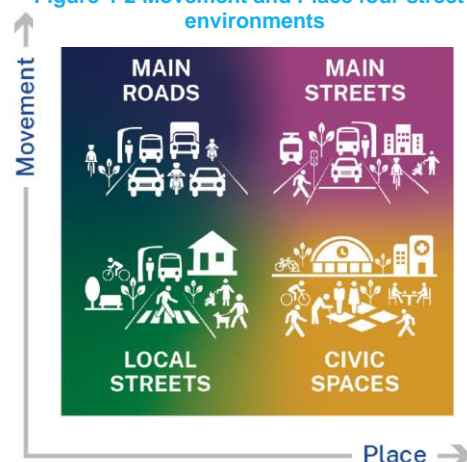 Figure 1-2 Movement and Place four street
environments
Movement
MAIN
ROADS
MAIN
STREETS
LOCAL
STREETS
CIVIC
SPACES
Place